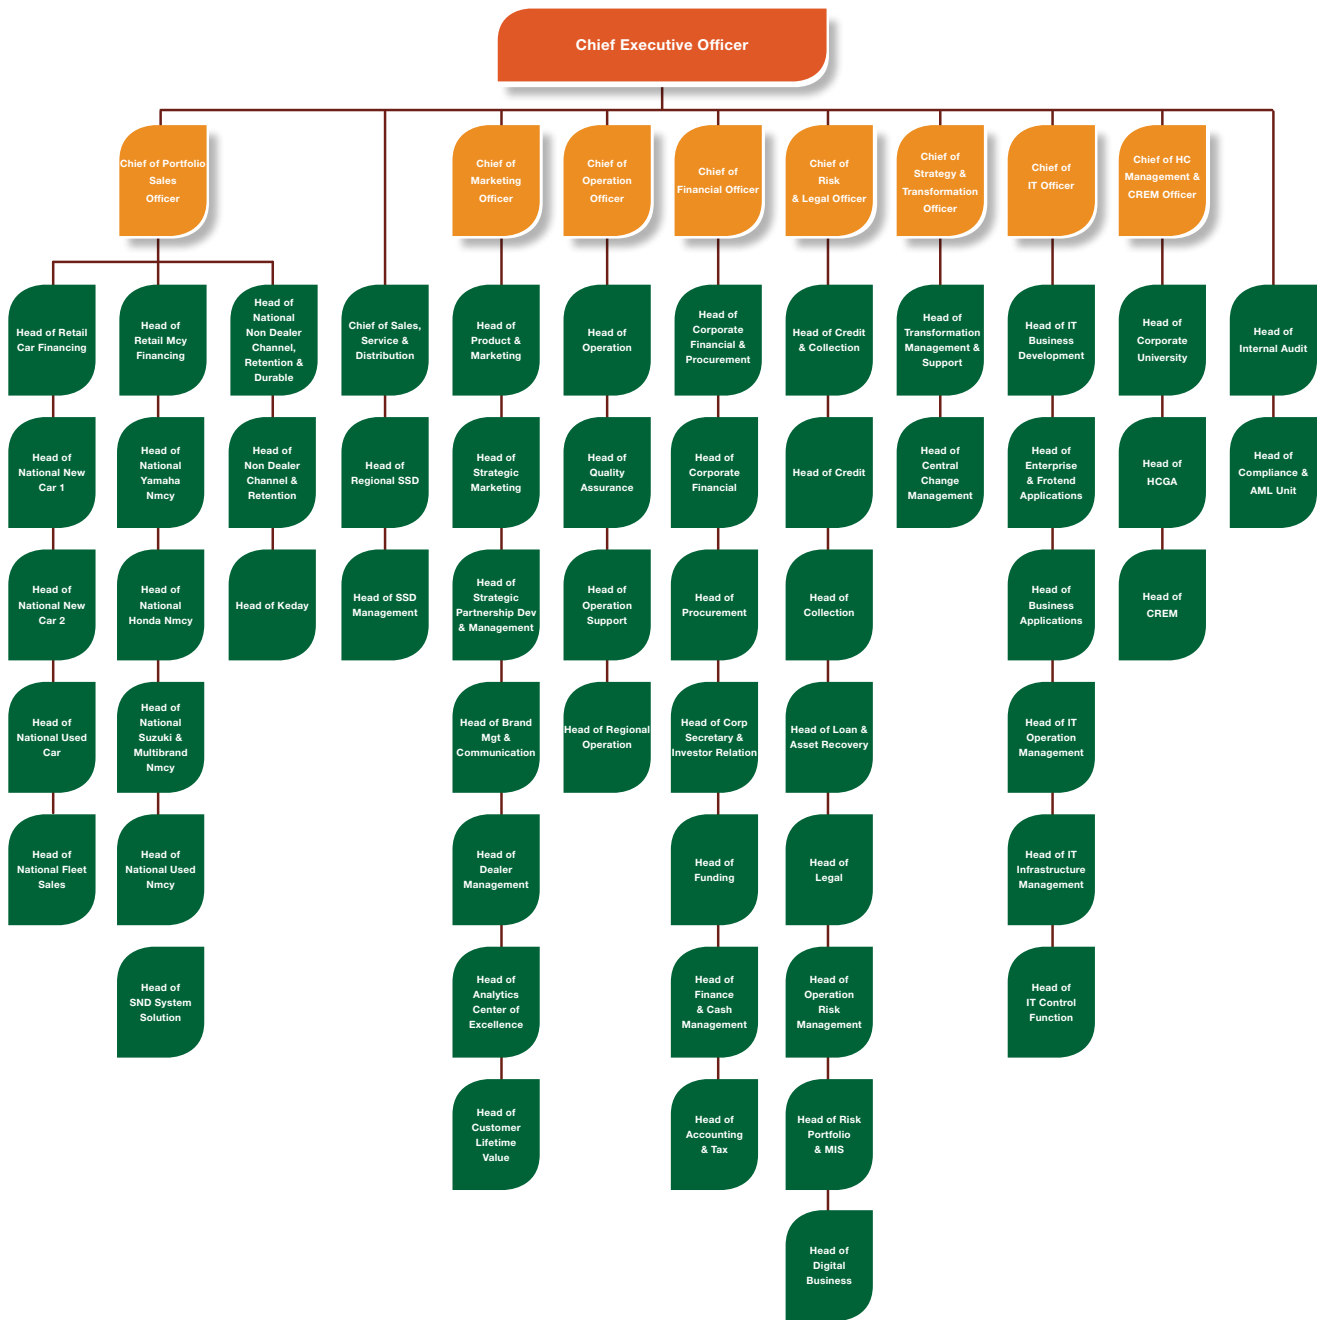 Chief Executive Officer
Chief of Portfolio
Sales
Officer
Chief of
Marketing
Officer
Chief of
Operation
Officer
Chief of
Financial Officer
Chief of
Risk
& Legal Officer
Chief of
Strategy &
Transformation
Officer
Chief of
IT Officer
Chief of HC
Management &
CREM Officer
Head of Retail
Car Financing
Head of
Retail Mcy
Financing
Head of
National
Non Dealer
Channel,
Retention &
Durable
Chief of Sales,
Service &
Distribution
Head of
Product &
Marketing
Head of
Operation
Head of
Corporate
Financial &
Procurement
Head of Credit
& Collection
Head of
Transformation
Management &
Support
Head of IT
Business
Development
Head of
Corporate
University
Head of
Internal Audit
Head of
National New
Car 1
Head of
National
Yamaha
Nmcy
Head of
Non Dealer
Channel &
Retention
Head of
Regional SSD
Head of
Strategic
Marketing
Head of
Quality
Assurance
Head of
Corporate
Financial
Head of Credit
Head of
Central
Change
Management
Head of
Enterprise
& Frotend
Applications
Head of
HCGA
Head of
Compliance &
AML Unit
Head of
National New
Car 2
Head of
National
Honda Nmcy
Head of Keday
Head of SSD
Management
Head of
Strategic
Partnership Dev
& Management
Head of
Operation
Support
Head of
Procurement
Head of
Collection
Head of
Business
Applications
Head of
CREM
Head of
National Used
Car
Head of
National
Suzuki &
Multibrand
Nmcy
Head of Brand
Mgt &
Communication
Head of Regional
Operation
Head of Corp
Secretary &
Investor Relation
Head of Loan &
Asset Recovery
Head of IT
Operation
Management
Head of
National Fleet
Sales
Head of
National Used
Nmcy
Head of
Dealer
Management
Head of
Funding
Head of
Legal
Head of IT
Infrastructure
Management
Head of
SND System
Solution
Head of
Analytics
Center of
Excellence
Head of
Finance
& Cash
Management
Head of
Operation
Risk
Management
Head of
IT Control
Function
Head of
Customer
Lifetime
Value
Head of
Accounting
& Tax
Head of Risk
Portfolio
& MIS
Head of
Digital
Business